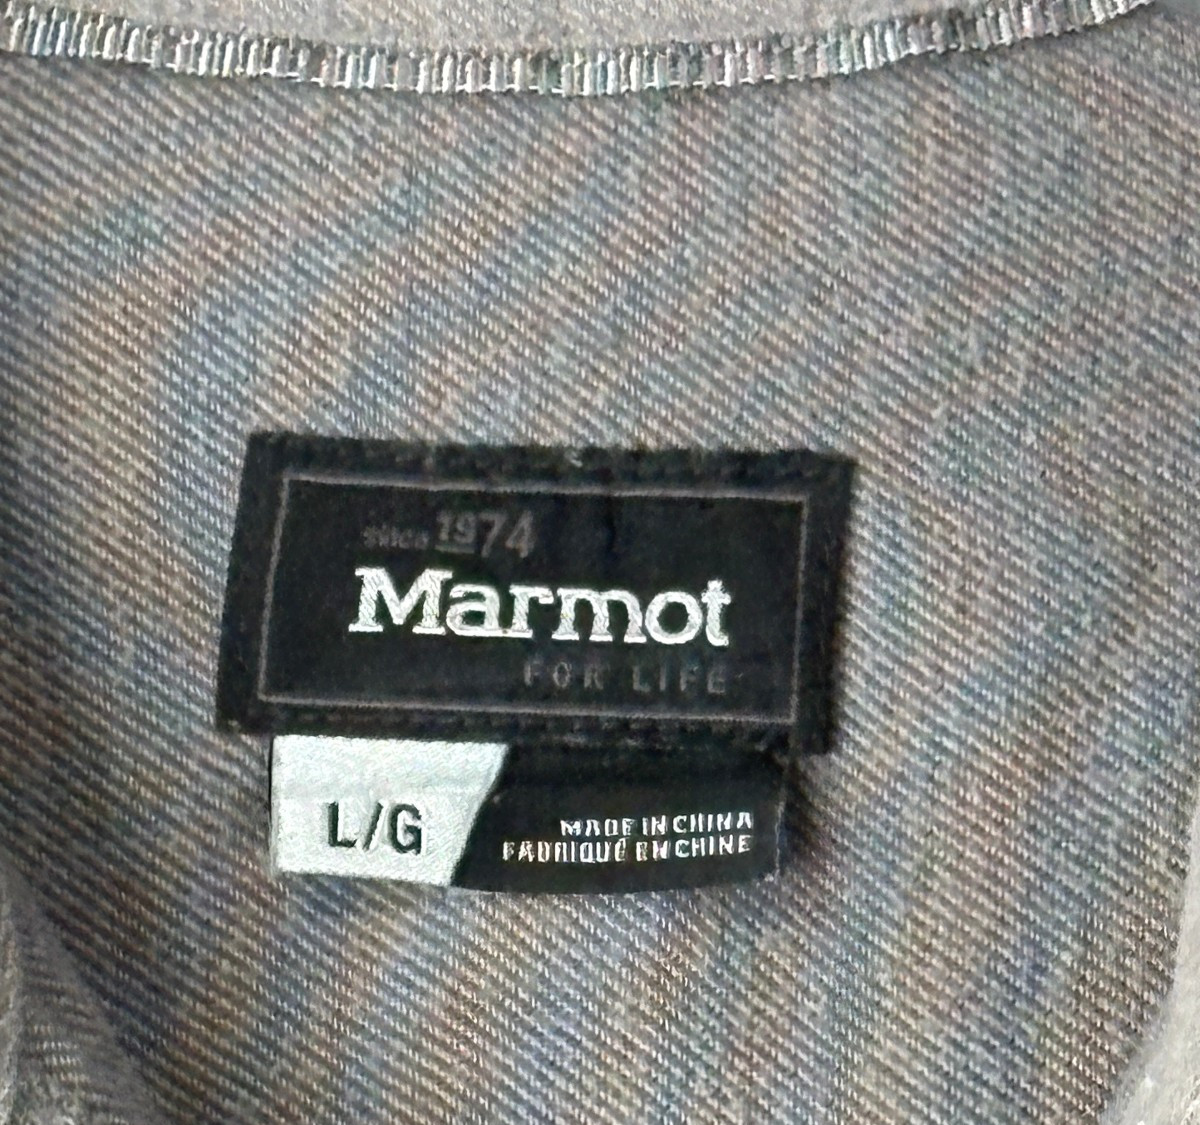 since 1974
Marmot
FOR LIFE
L/G
MADE IN CHINA
FABRIQUÉ EN CHINE